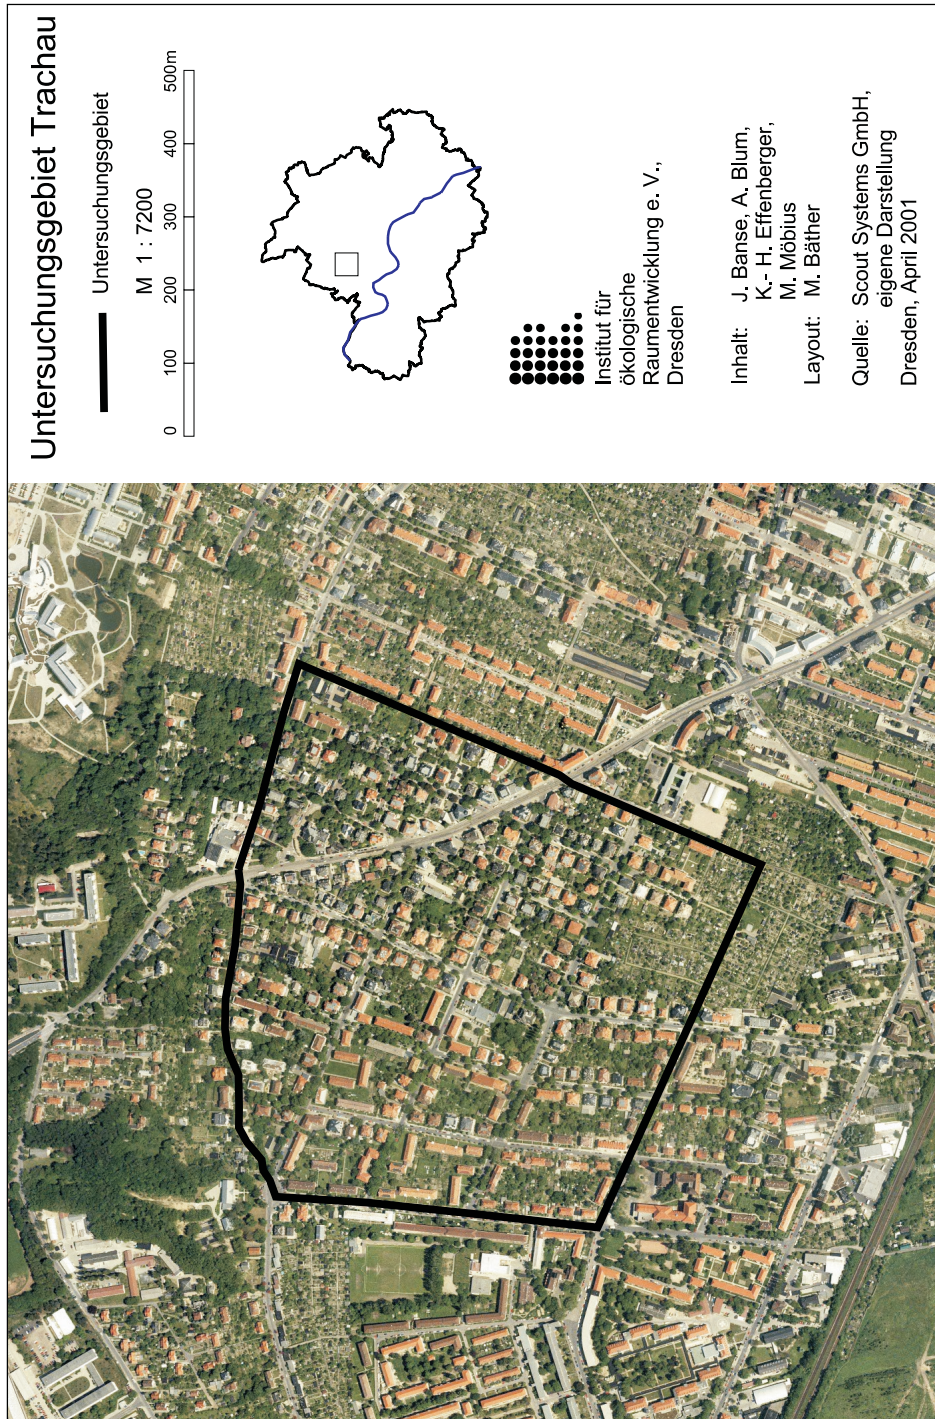 Untersuchungsgebiet Trachau
Untersuchungsgebiet
M 1 : 7200
0 100 200 300 400 500m
Institut für
ökologische
Raumentwicklung e. V.,
Dresden
Inhalt: J. Banse, A. Blum,
K.- H. Effenberger,
M. Möbius
Layout: M. Bäther
Quelle: Scout Systems GmbH,
eigene Darstellung
Dresden, April 2001